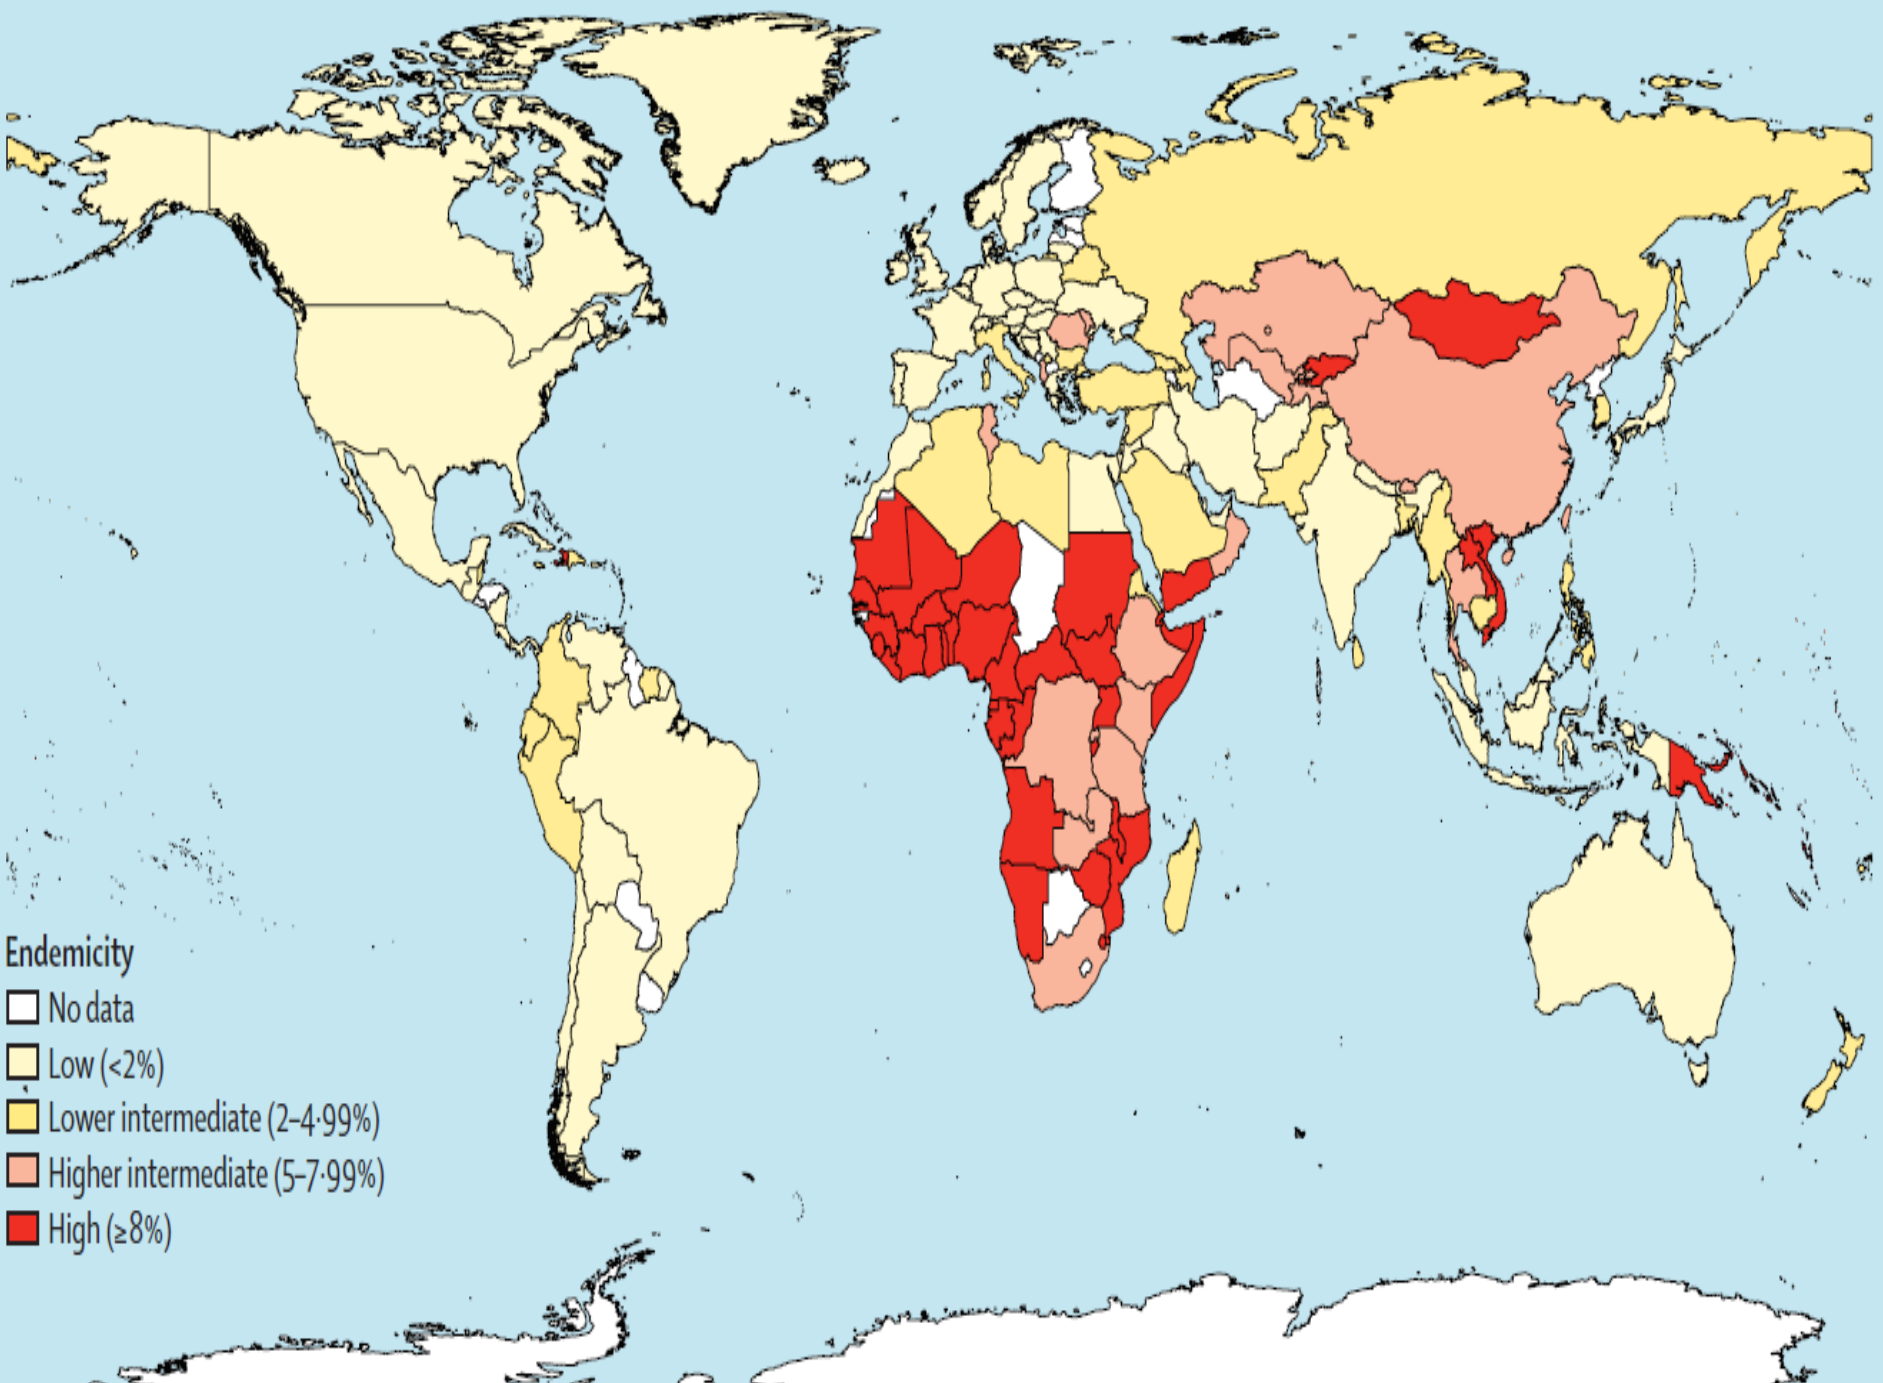 Endemicity
No data
Low (<2%)
Lower intermediate (2–4·99%)
Higher intermediate (5–7·99%)
High (≥8%)